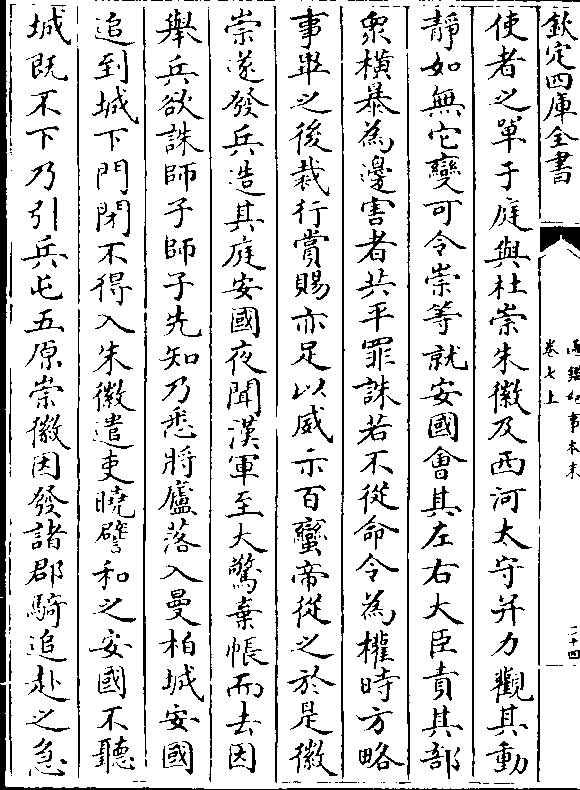 欽定四庫全書
通鑑紀事本末
卷七上
二十四
使者之單于庭與杜崇朱徽及西河太守并力觀其動
靜如無它變可令崇等就安國會其左右大臣責其部
衆橫暴為邊害者共平罪誅若不從命令為權時方略
事畢之後裁行賞賜亦足以威示百蠻帝從之於是徽
崇遂發兵造其庭安國夜聞漢軍至大驚棄帳而去因
舉兵欲誅師子師子先知乃悉將廬落入曼柏城安國
追到城下門閉不得入朱徽遣吏曉譬和之安國不聽
城既不下乃引兵屯五原崇徽因發諸郡騎追赴之急